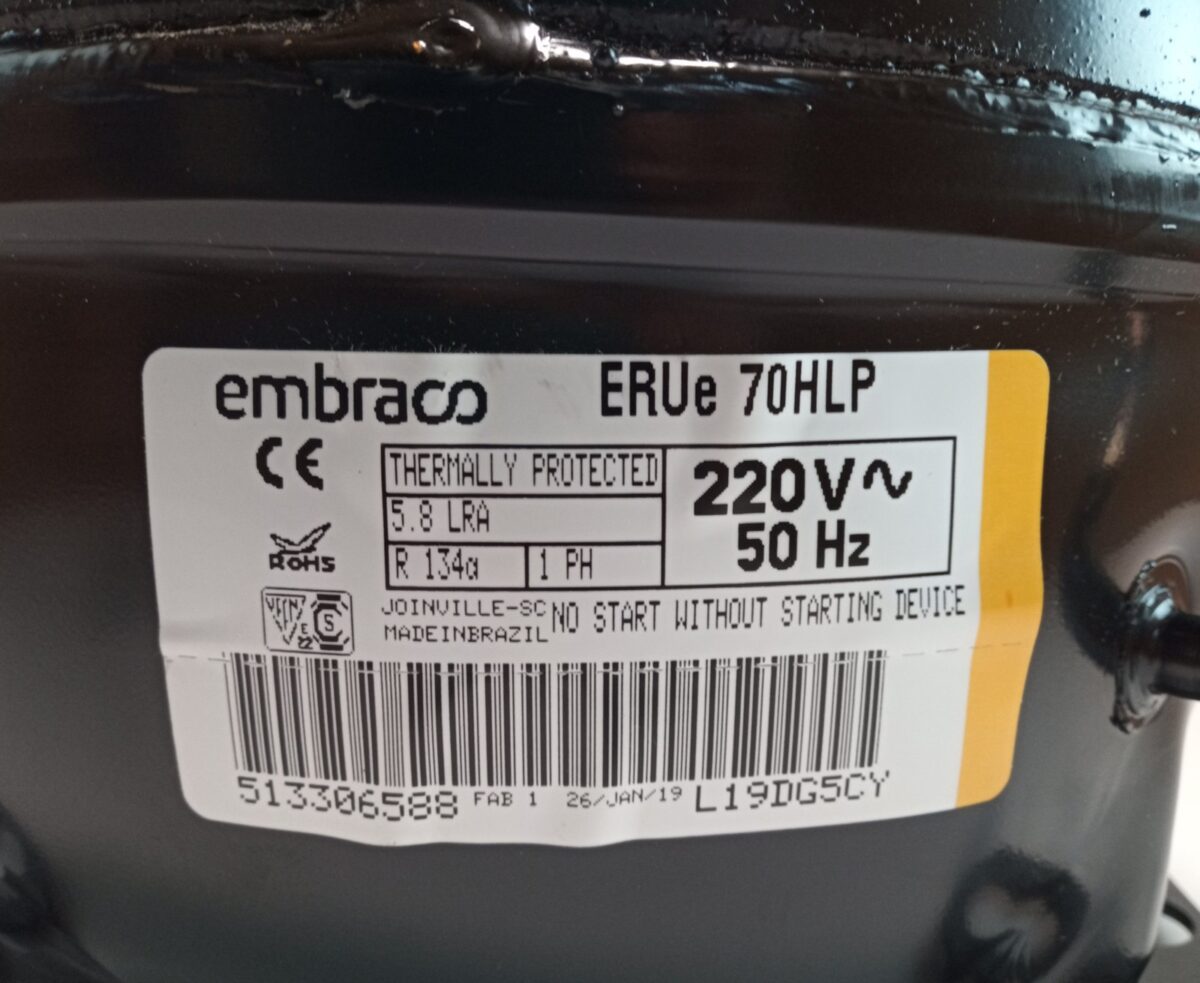 embraco ERUe 70HLP
CE
THERMALLY PROTECTED
5.8 LRA
R 134a 1 PH
220V~
50 Hz
RoHS
JOINVILLE-SC
MADEINBRAZIL
NO START WITHOUT STARTING DEVICE
513306588 FAB 1 26/JAN/19 L19DG5CY